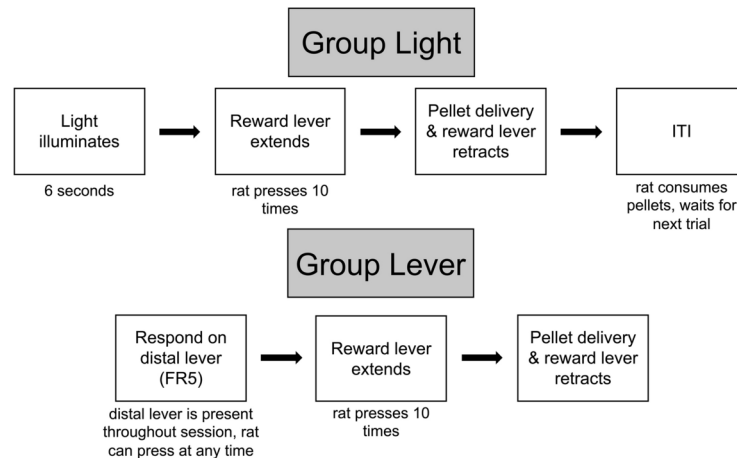 Group Light
Light
illuminates
Reward lever
extends
Pellet delivery
& reward lever
retracts
ITI
6 seconds
rat presses 10
times
rat consumes
pellets, waits for
next trial
Group Lever
Respond on
distal lever
(FR5)
Reward lever
extends
Pellet delivery
& reward lever
retracts
distal lever is present
throughout session, rat
can press at any time
rat presses 10
times